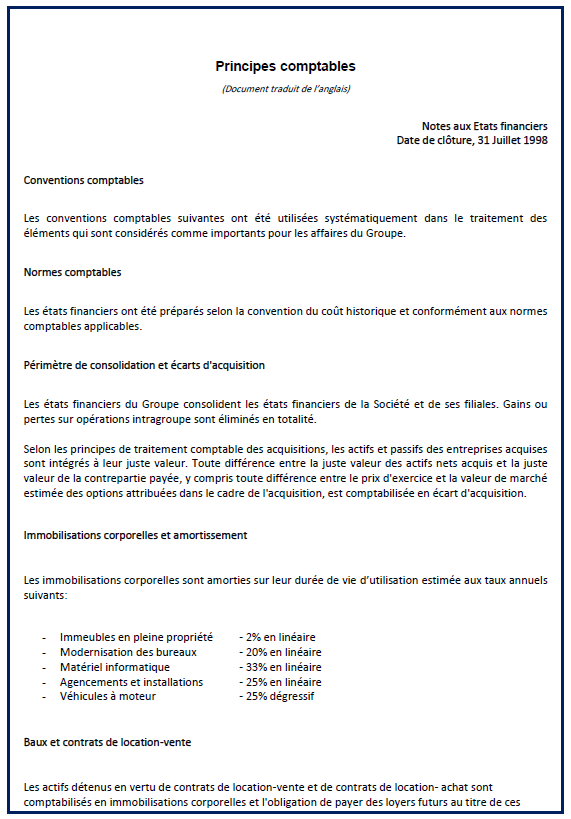 Principes comptables
(Document traduit de l'anglais)
Notes aux Etats financiers
Date de clôture, 31 Juillet 1998
Conventions comptables
Les conventions comptables suivantes ont été utilisées systématiquement dans le traitement des
éléments qui sont considérés comme importants pour les affaires du Groupe.
Normes comptables
Les états financiers ont été préparés selon la convention du coût historique et conformément aux normes
comptables applicables.
Périmètre de consolidation et écarts d'acquisition
Les états financiers du Groupe consolident les états financiers de la Société et de ses filiales. Gains ou
pertes sur opérations intragroupe sont éliminés en totalité.
Selon les principes de traitement comptable des acquisitions, les actifs et passifs des entreprises acquises
sont intégrés à leur juste valeur. Toute différence entre la juste valeur des actifs nets acquis et la juste
valeur de la contrepartie payée, y compris toute différence entre le prix d'exercice et la valeur de marché
estimée des options attribuées dans le cadre de l'acquisition, est comptabilisée en écart d'acquisition.
Immobilisations corporelles et amortissement
Les immobilisations corporelles sont amorties sur leur durée de vie d'utilisation estimée aux taux annuels
suivants:
- Immeubles en pleine propriété - 2% en linéaire
- Modernisation des bureaux - 20% en linéaire
- Matériel informatique - 33% en linéaire
- Agencements et installations - 25% en linéaire
- Véhicules à moteur - 25% dégressif
Baux et contrats de location-vente
Les actifs détenus en vertu de contrats de location-vente et de contrats de location- achat sont
comptabilisés en immobilisations corporelles et l'obligation de payer des loyers futurs au titre de ces